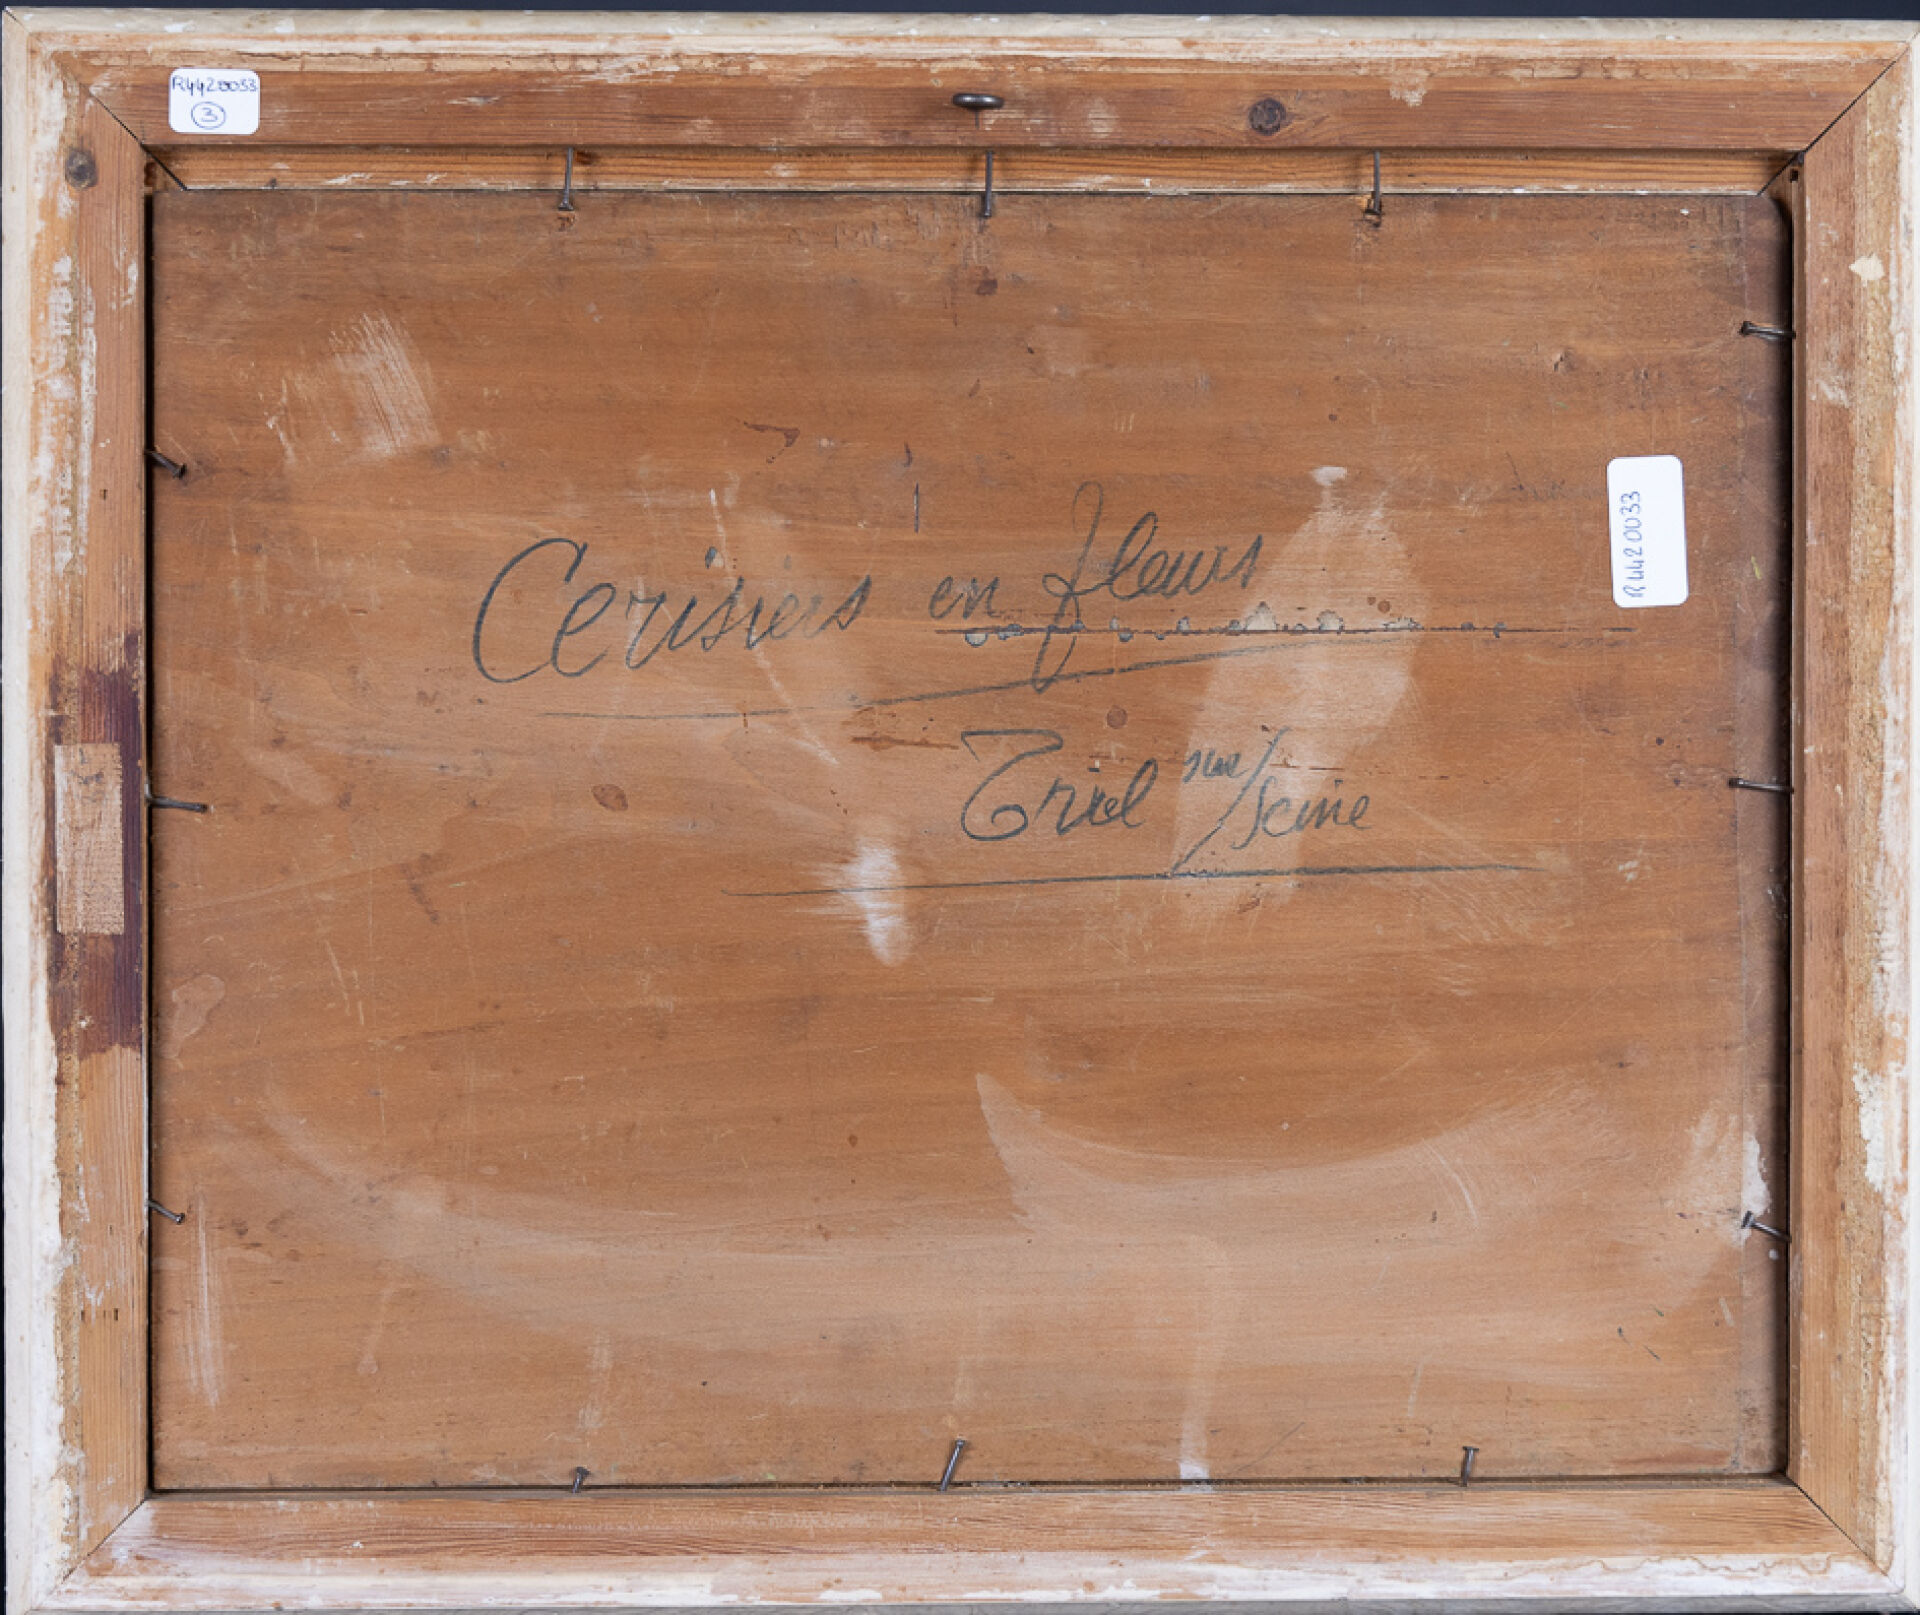 R4420033
3
R4420033
Cerisiers en fleurs
Triel sur/Seine